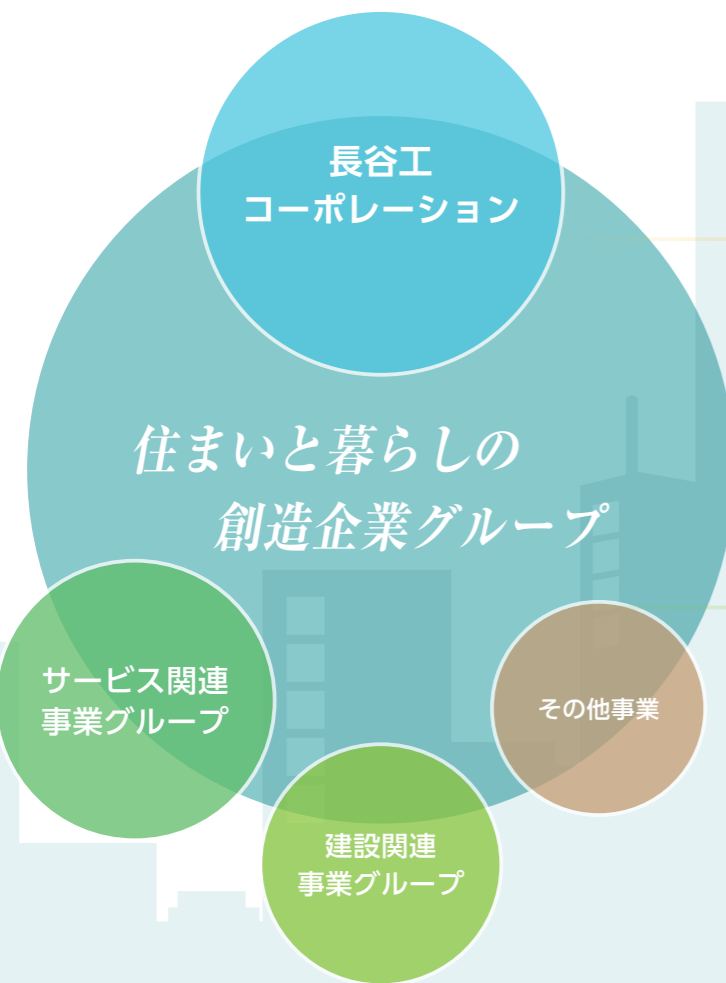 長谷工
コーポレーション
住まいと暮らしの
創造企業グループ
サービス関連
事業グループ
その他事業
建設関連
事業グループ